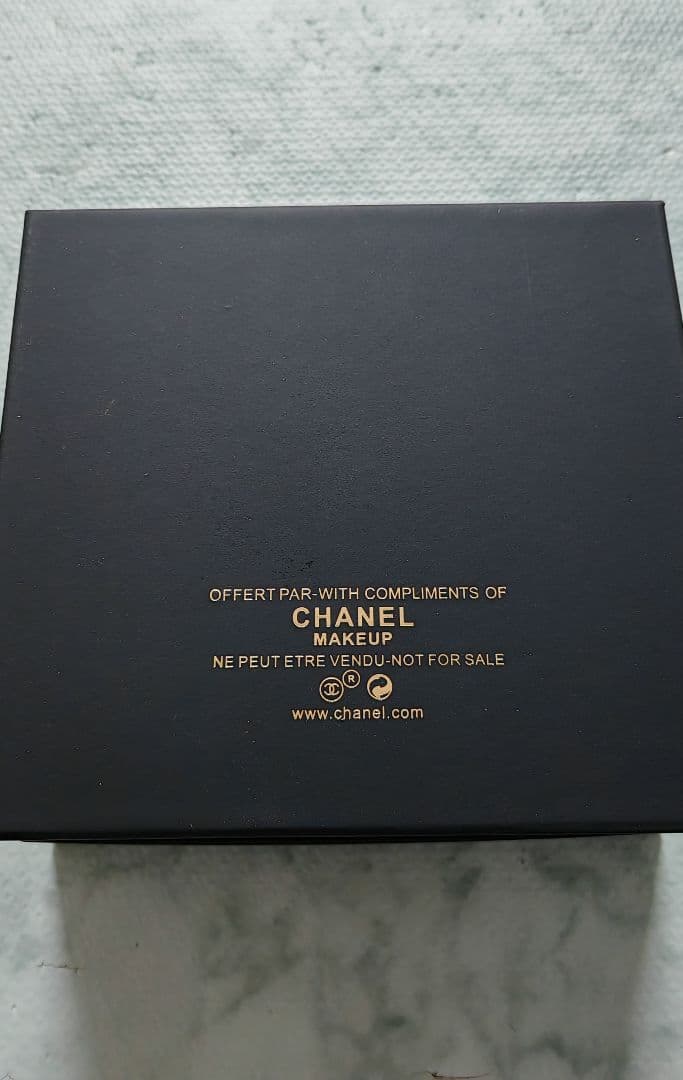 OFFERT PAR-WITH COMPLIMENTS OF
CHANEL
MAKEUP
NE PEUT ETRE VENDU-NOT FOR SALE
®
www.chanel.com